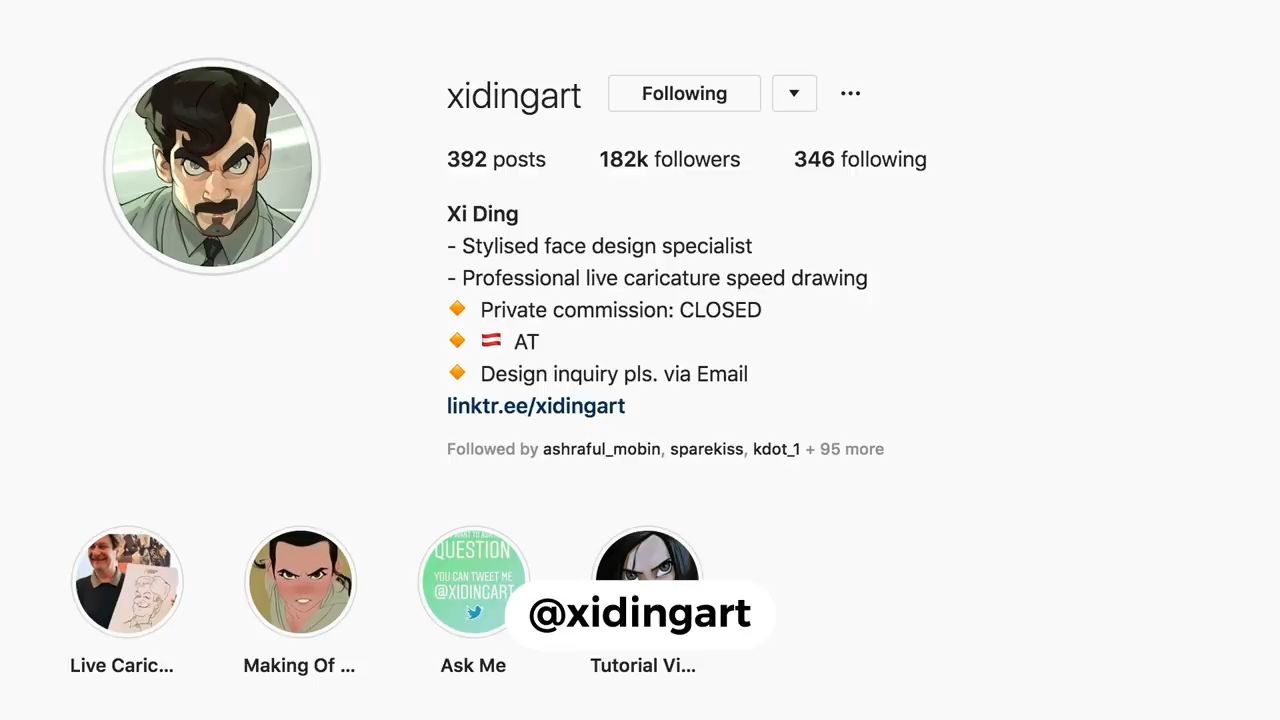 xidingart Following
392 posts 182k followers 346 following
Xi Ding
- Stylised face design specialist
- Professional live caricature speed drawing
🔸 Private commission: CLOSED
🔸 🇦🇹 AT
🔸 Design inquiry pls. via Email
linktr.ee/xidingart
Followed by ashraful_mobin, sparekiss, kdot_1 + 95 more
QUESTION
YOU CAN TWEET ME
@XIDINGART
@xidingart
Live Caric... Making Of ... Ask Me Tutorial Vi...